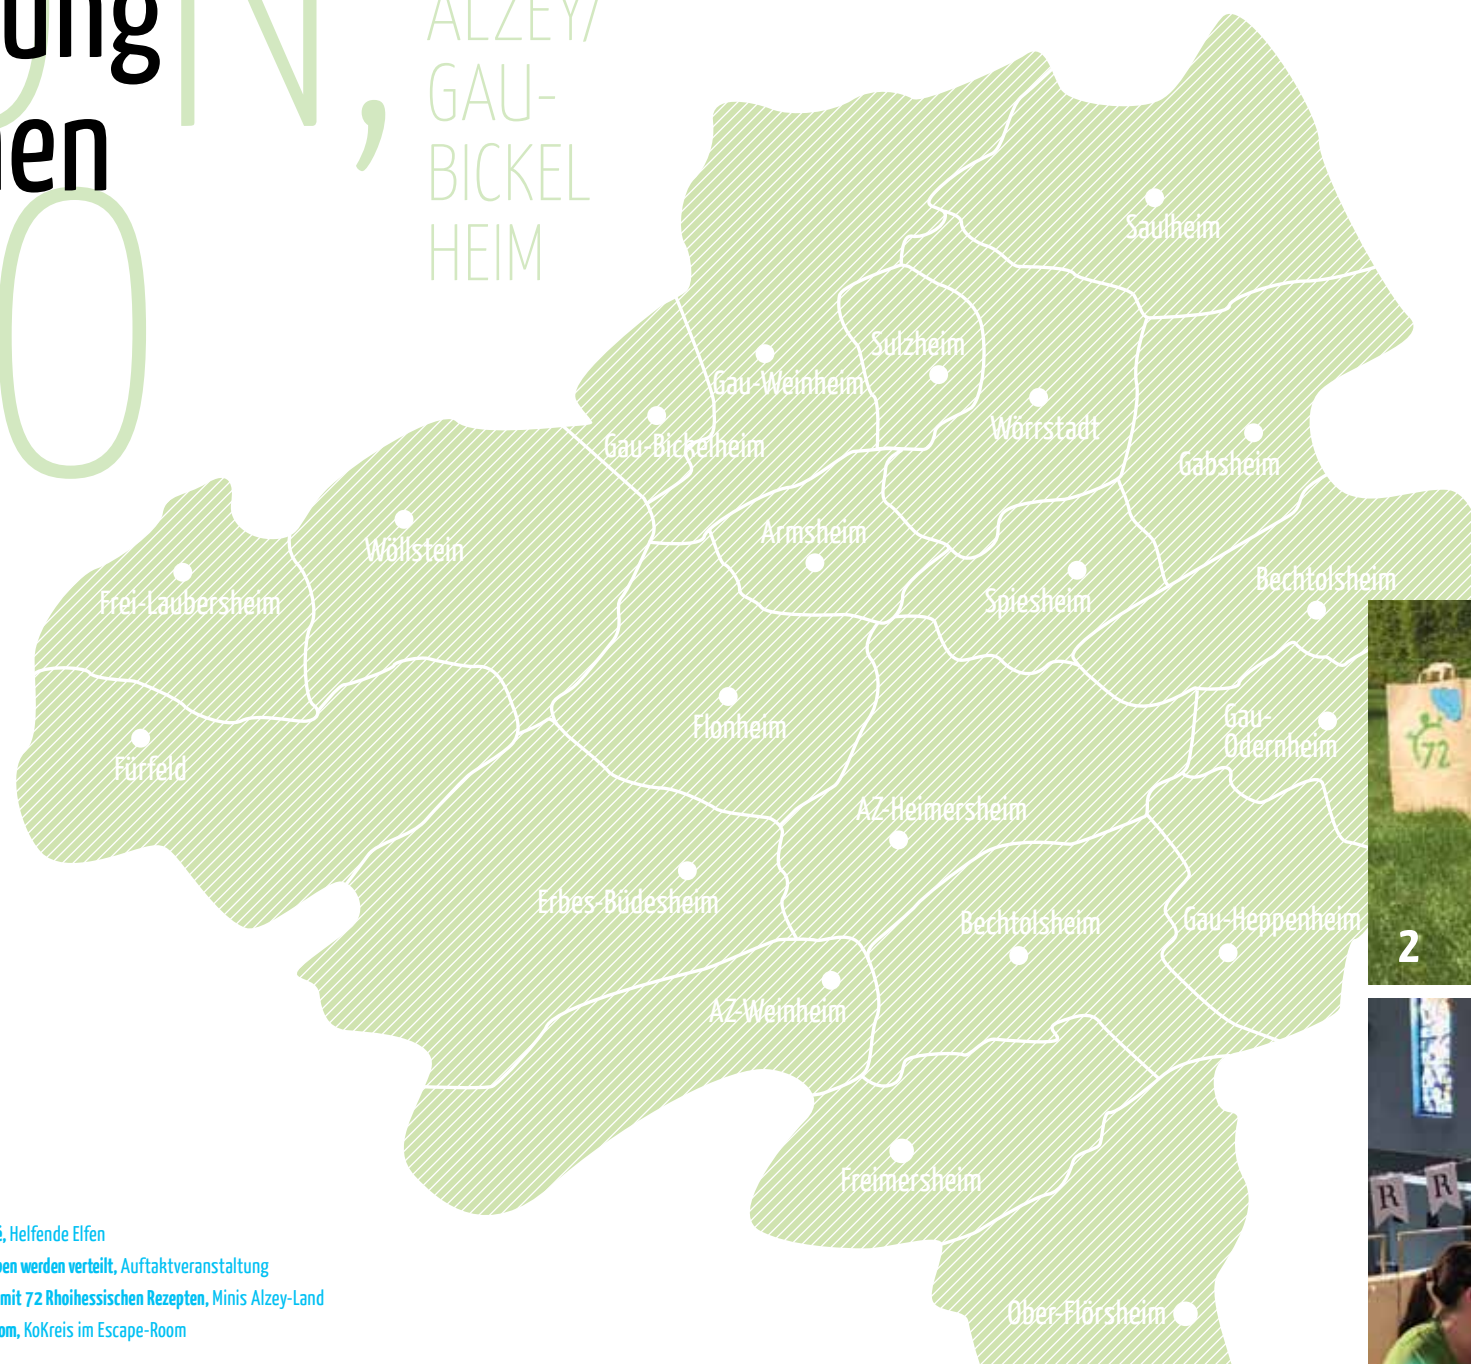 ung
en
N,
O
ALZEY/
GAU-
BICKEL
HEIM
Saulheim
Sulzheim
Gau-Weinheim
Wörrstadt
Gau-Bickelheim
Gabsheim
Armsheim
Wöllstein
Bechtolsheim
Frei-Laubersheim
Spiesheim
Flonheim
Gau-
Odernheim
72
Fürfeld
AZ-Heimersheim
Erbes-Büdesheim
Bechtolsheim
Gau-Heppenheim
2
AZ-Weinheim
Freimersheim
R R
Ober-Flörsheim
Helfende Elfen
werden verteilt, Auftaktveranstaltung
mit 72 Rhoihessischen Rezepten, Minis Alzey-Land
om, KoKreis im Escape-Room